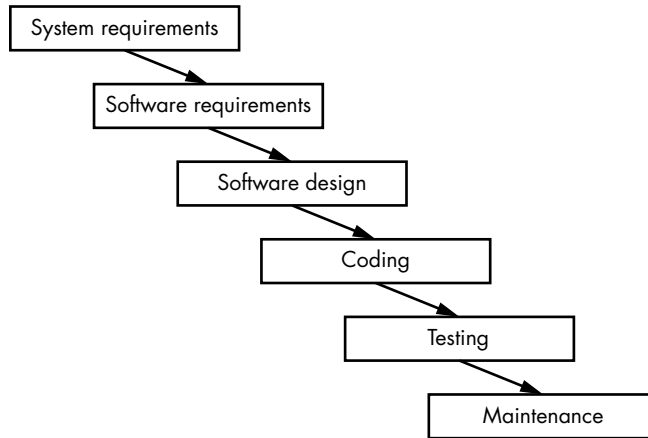 System requirements
Software requirements
Software design
Coding
Testing
Maintenance